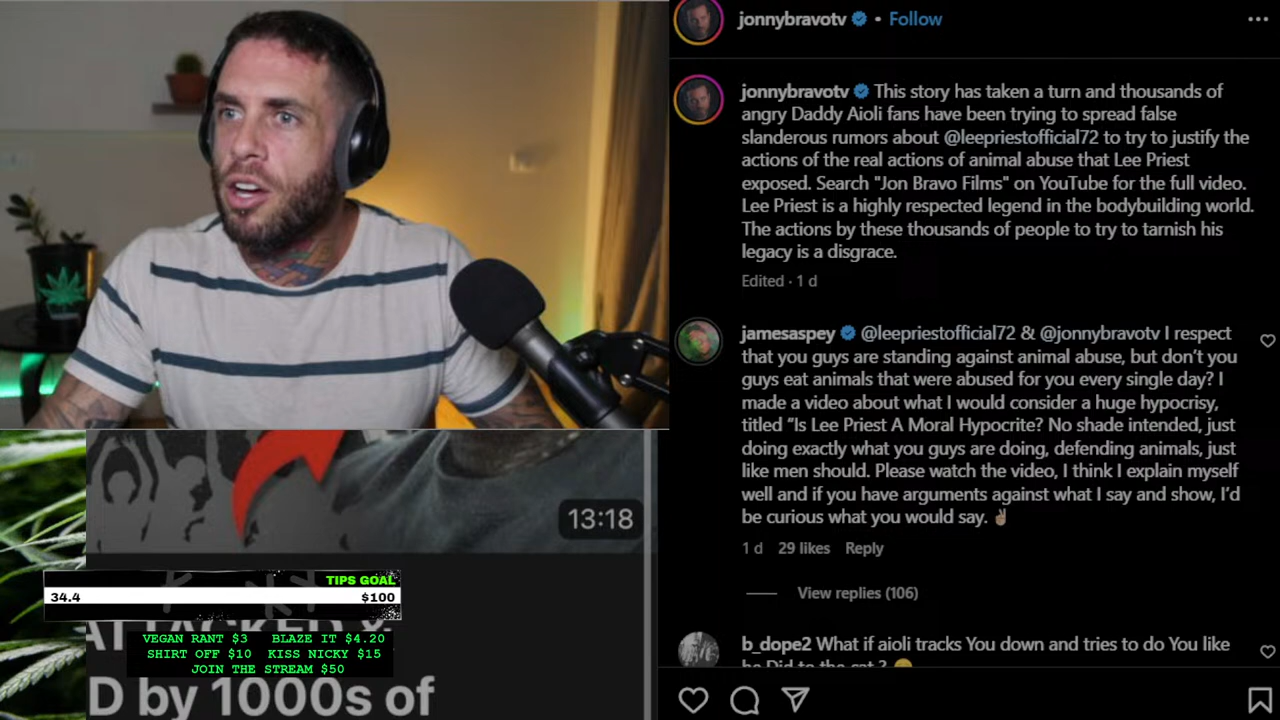 jonnybravotv • Follow
jonnybravotv This story has taken a turn and thousands of
angry Daddy Aioli fans have been trying to spread false
slanderous rumors about @leepriestofficial72 to try to justify the
actions of the real actions of animal abuse that Lee Priest
exposed. Search "Jon Bravo Films" on YouTube for the full video.
Lee Priest is a highly respected legend in the bodybuilding world.
The actions by these thousands of people to try to tarnish his
legacy is a disgrace.
Edited · 1 d
jamesaspey @leepriestofficial72 & @jonnybravotv I respect
that you guys are standing against animal abuse, but don't you
guys eat animals that were abused for you every single day? I
made a video about what I would consider a huge hypocrisy,
titled "Is Lee Priest A Moral Hypocrite? No shade intended, just
doing exactly what you guys are doing, defending animals, just
like men should. Please watch the video, I think I explain myself
well and if you have arguments against what I say and show, I'd
be curious what you would say. ✌🏽
1 d 29 likes Reply
View replies (106)
b_dope2 What if aioli tracks You down and tries to do You like
he Did to the cat ?
13:18
TIPS GOAL
34.4 $100
VEGAN RANT $3 BLAZE IT $4.20
SHIRT OFF $10 KISS NICKY $15
JOIN THE STREAM $50
D by 1000s of